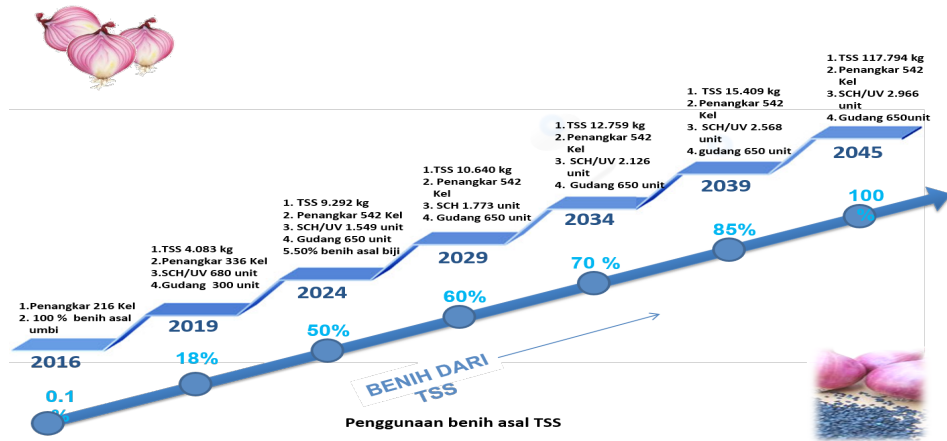 1.Penangkar 216 Kel
2. 100 % benih asal
umbi
2016
0.1
%
1.TSS 4.083 kg
2.Penangkar 336 Kel
3.SCH/UV 680 unit
4.Gudang 300 unit
2019
18%
1. TSS 9.292 kg
2. Penangkar 542 Kel
3. SCH/UV 1.549 unit
4. Gudang 650 unit
5.50% benih asal biji
2024
50%
1.TSS 10.640 kg
2. Penangkar 542
Kel
3. SCH 1.773 unit
4. Gudang 650 unit
2029
60%
1.TSS 12.759 kg
2.Penangkar 542
Kel
3. SCH/UV 2.126
unit
4. Gudang 650 unit
2034
70 %
1. TSS 15.409 kg
2.Penangkar 542
Kel
3. SCH/UV 2.568
unit
4.gudang 650 unit
2039
85%
1.TSS 117.794 kg
2.Penangkar 542
Kel
3.SCH/UV 2.966
unit
4.Gudang 650unit
2045
100
%
BENIH DARI
TSS
Penggunaan benih asal TSS